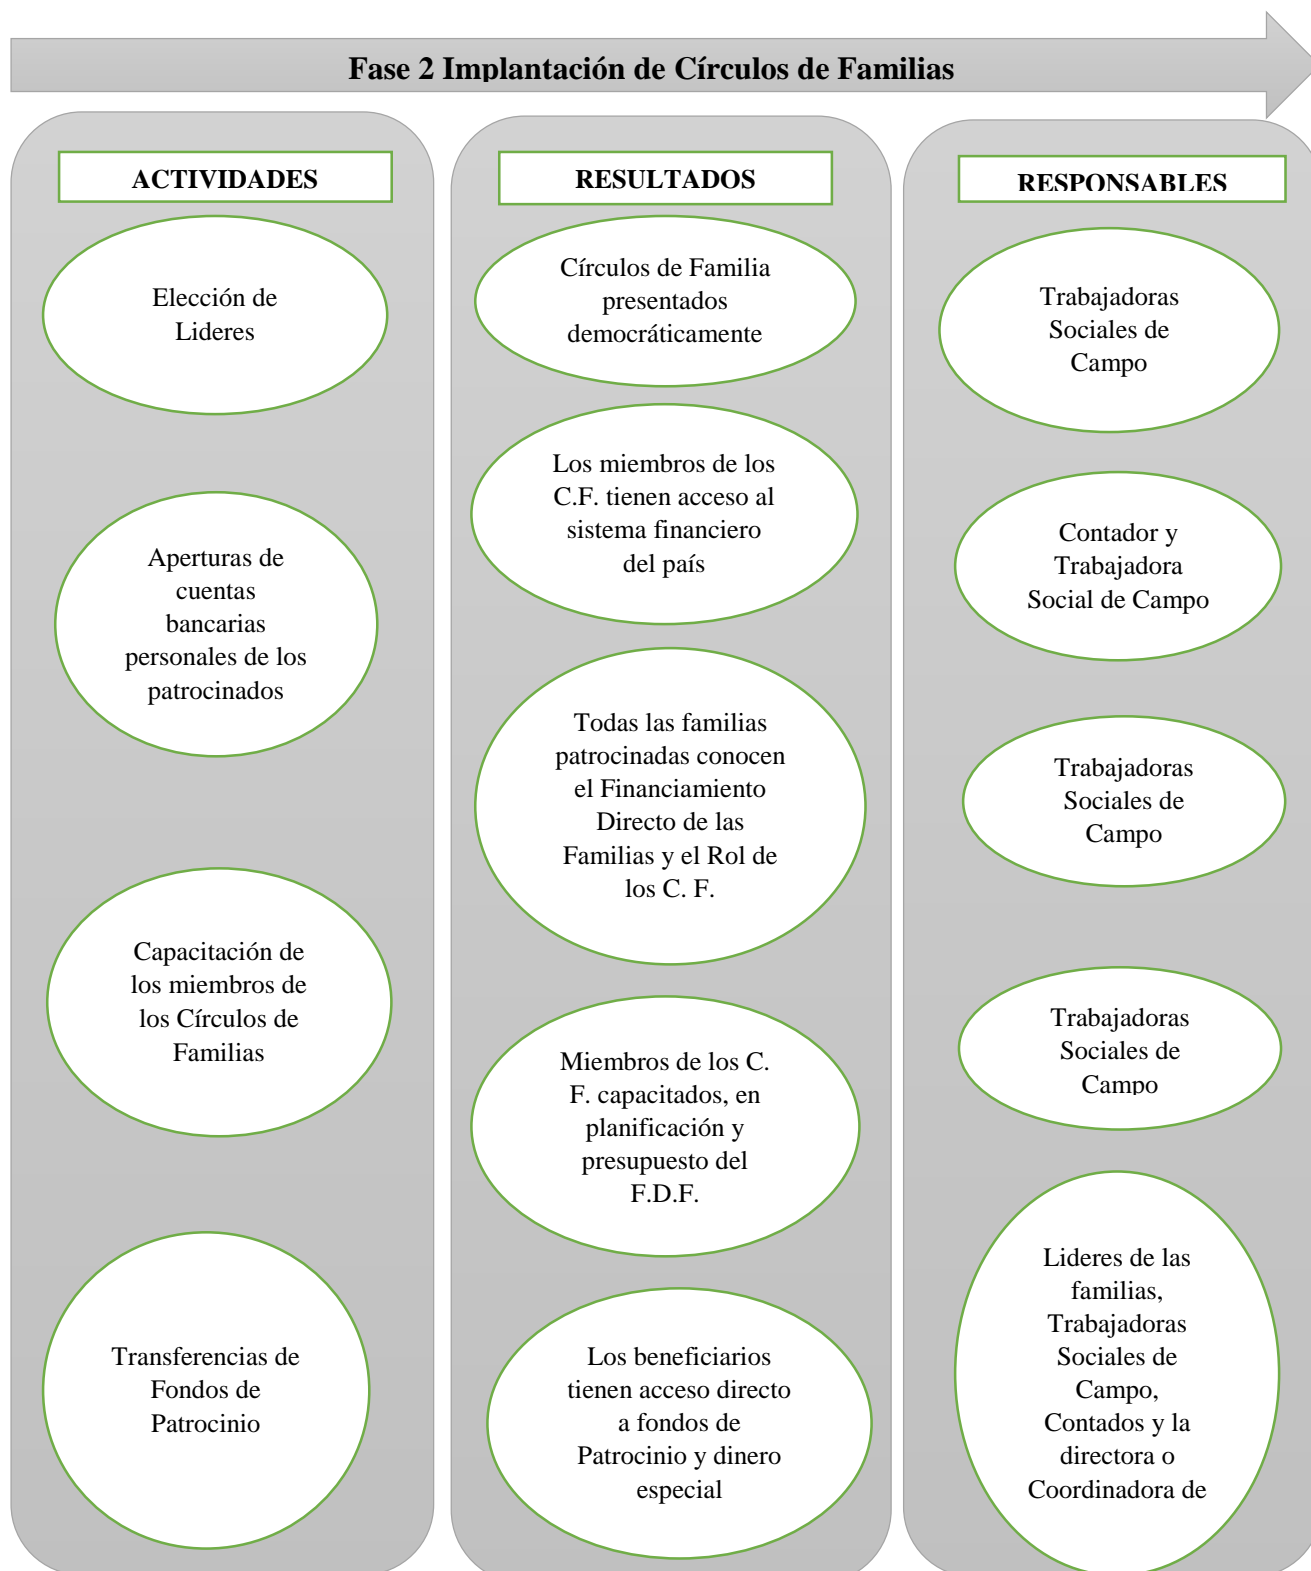 Fase 2 Implantación de Círculos de Familias
ACTIVIDADES
Elección de
Lideres
Aperturas de
cuentas
bancarias
personales de los
patrocinados
Capacitación de
los miembros de
los Círculos de
Familias
Transferencias de
Fondos de
Patrocinio
RESULTADOS
Círculos de Familia
presentados
democráticamente
Los miembros de los
C.F. tienen acceso al
sistema financiero
del país
Todas las familias
patrocinadas conocen
el Financiamiento
Directo de las
Familias y el Rol de
los C. F.
Miembros de los C.
F. capacitados, en
planificación y
presupuesto del
F.D.F.
Los beneficiarios
tienen acceso directo
a fondos de
Patrocinio y dinero
especial
RESPONSABLES
Trabajadoras
Sociales de
Campo
Contador y
Trabajadora
Social de Campo
Trabajadoras
Sociales de
Campo
Trabajadoras
Sociales de
Campo
Lideres de las
familias,
Trabajadoras
Sociales de
Campo,
Contados y la
directora o
Coordinadora de